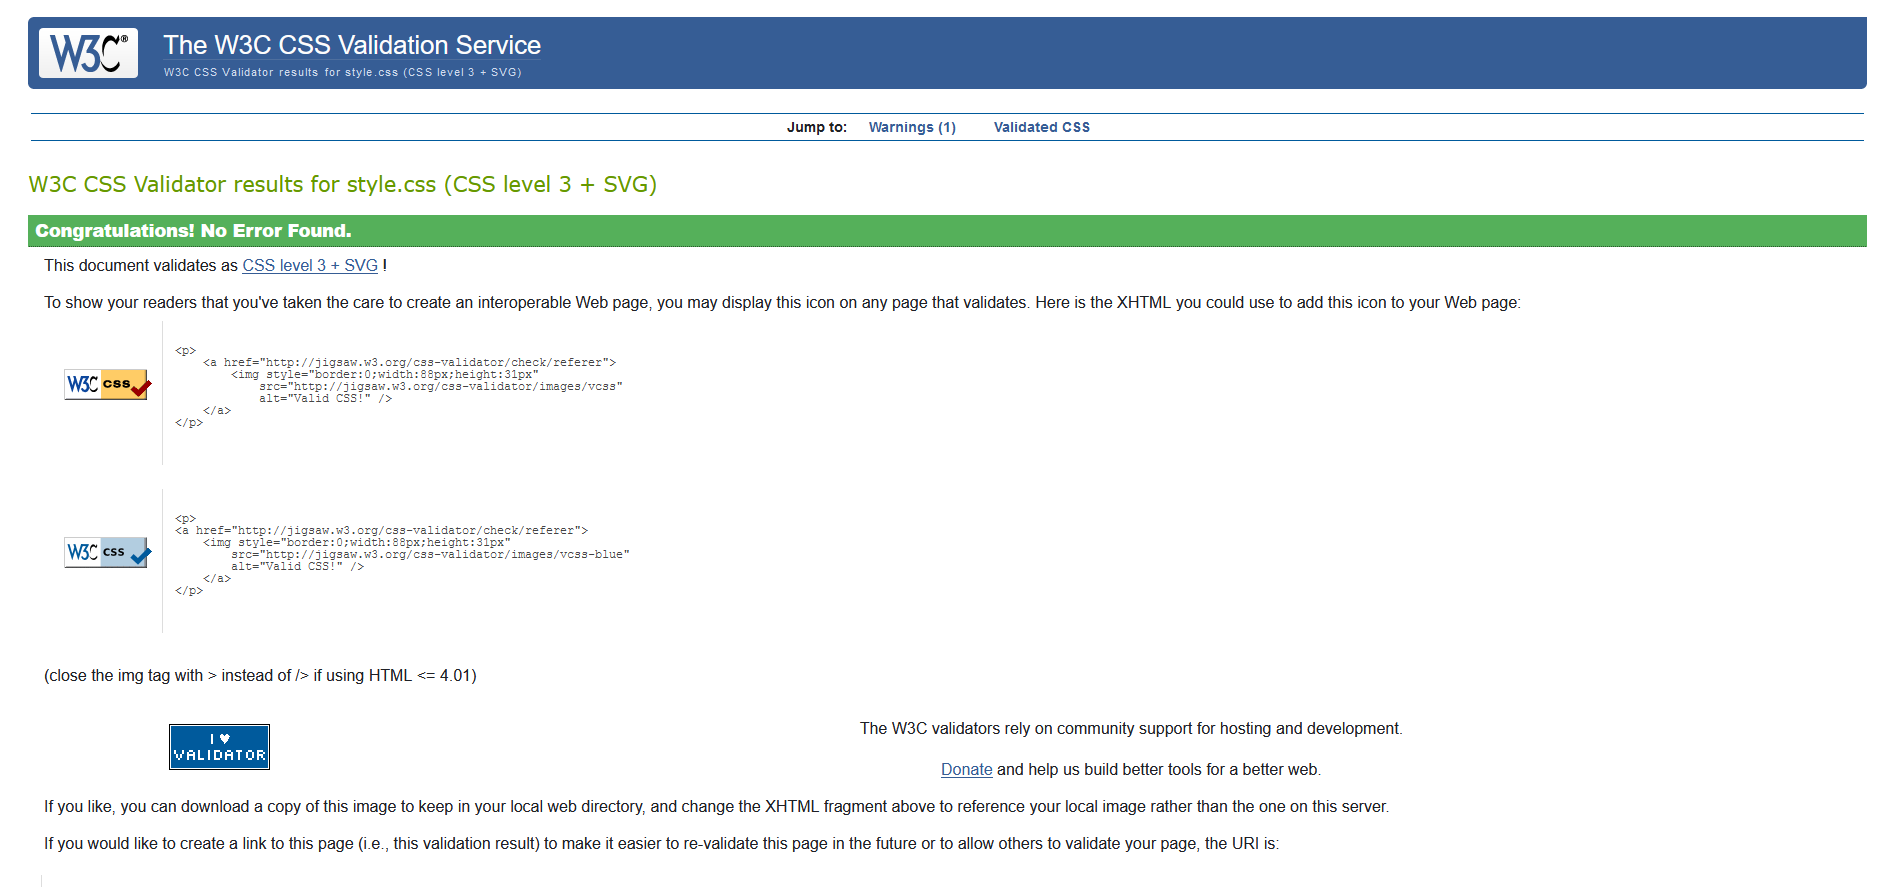 W3C®
The W3C CSS Validation Service
W3C CSS Validator results for style.css (CSS level 3 + SVG)
Jump to: Warnings (1) Validated CSS
W3C CSS Validator results for style.css (CSS level 3 + SVG)
Congratulations! No Error Found.
This document validates as CSS level 3 + SVG !
To show your readers that you've taken the care to create an interoperable Web page, you may display this icon on any page that validates. Here is the XHTML you could use to add this icon to your Web page:
W3C css
<p>
    <a href="http://jigsaw.w3.org/css-validator/check/referer">
        <img style="border:0;width:88px;height:31px"
            src="http://jigsaw.w3.org/css-validator/images/vcss"
            alt="Valid CSS!" />
    </a>
</p>
W3C css
<p>
<a href="http://jigsaw.w3.org/css-validator/check/referer">
    <img style="border:0;width:88px;height:31px"
        src="http://jigsaw.w3.org/css-validator/images/vcss-blue"
        alt="Valid CSS!" />
    </a>
</p>
(close the img tag with > instead of /> if using HTML <= 4.01)
I ♥
VALIDATOR
The W3C validators rely on community support for hosting and development.
Donate and help us build better tools for a better web.
If you like, you can download a copy of this image to keep in your local web directory, and change the XHTML fragment above to reference your local image rather than the one on this server.
If you would like to create a link to this page (i.e., this validation result) to make it easier to re-validate this page in the future or to allow others to validate your page, the URI is: